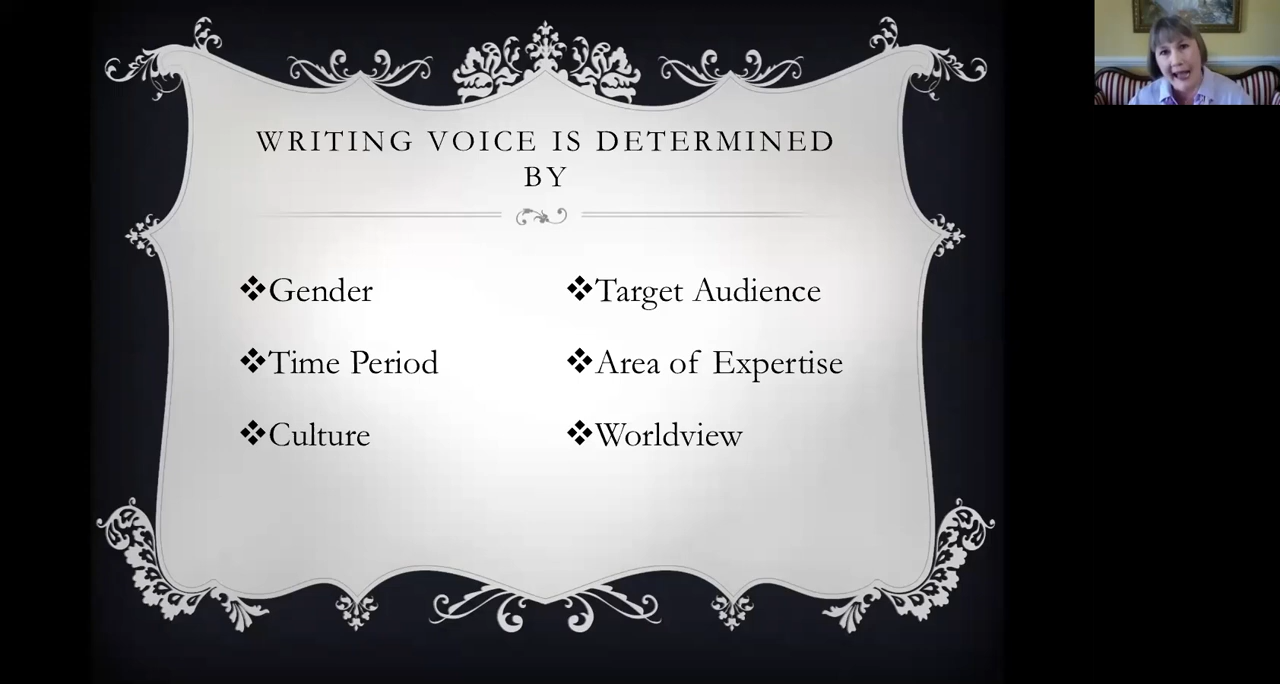 WRITING VOICE IS DETERMINED
BY
❖Gender
❖Time Period
❖Culture
❖Target Audience
❖Area of Expertise
❖Worldview